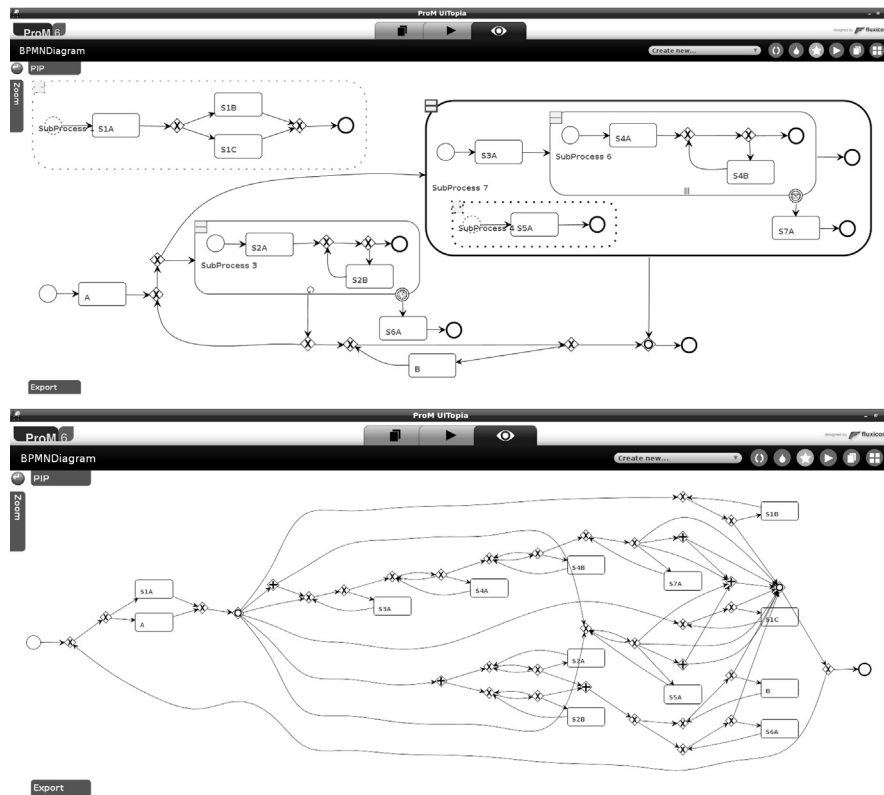 ProM UITopia
ProM 6
designed by fluxicon
BPMNDiagram
Create new...
PIP
Zoom
SubProcess 1
S1A
S1B
S1C
S3A
SubProcess 6
S4A
S4B
SubProcess 7
SubProcess 4
S5A
S7A
S2A
SubProcess 3
S2B
A
S6A
B
Export
ProM UITopia
ProM 6
designed by fluxicon
BPMNDiagram
Create new...
PIP
Zoom
S1B
S1A
S4B
S7A
S4A
A
S3A
S1C
S2A
S5A
B
S2B
S6A
Export